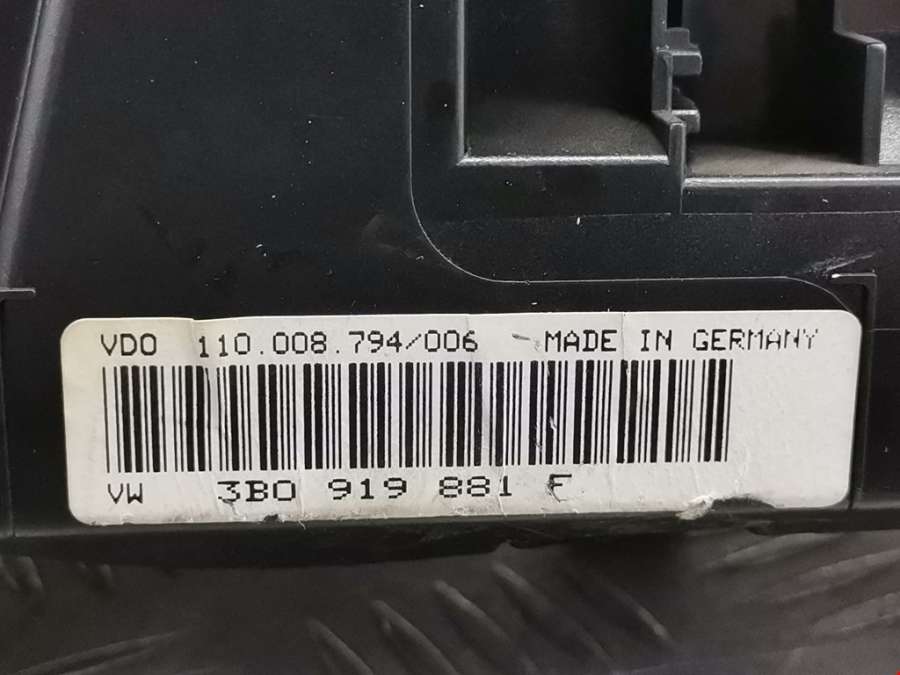 VDO 110.008.794/006 - MADE IN GERMANY
VW 3B0 919 881 F